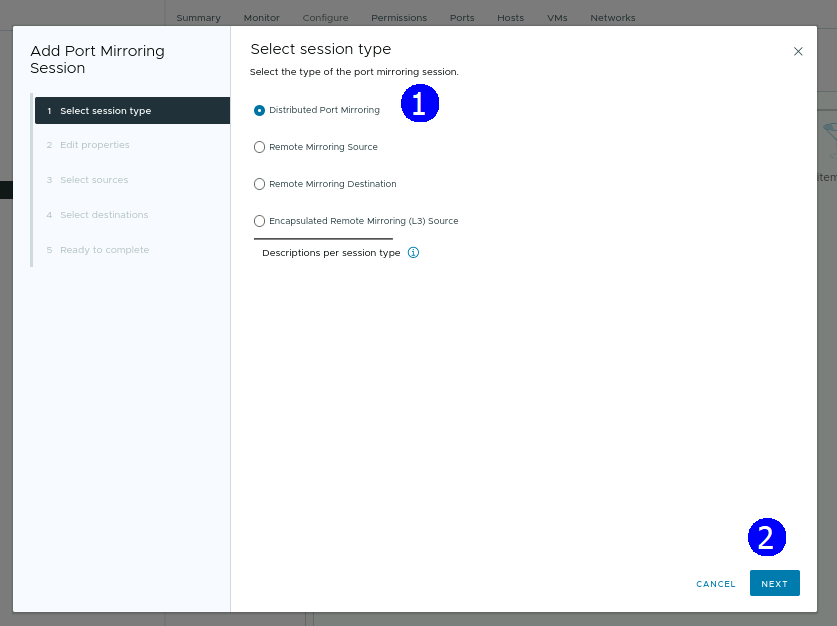 Summary Monitor Configure Permissions Ports Hosts VMs Networks
Add Port Mirroring
Session
1 Select session type
2 Edit properties
3 Select sources
4 Select destinations
5 Ready to complete
Select session type
Select the type of the port mirroring session.
Distributed Port Mirroring
1
Remote Mirroring Source
Remote Mirroring Destination
Encapsulated Remote Mirroring (L3) Source
Descriptions per session type
2
CANCEL NEXT